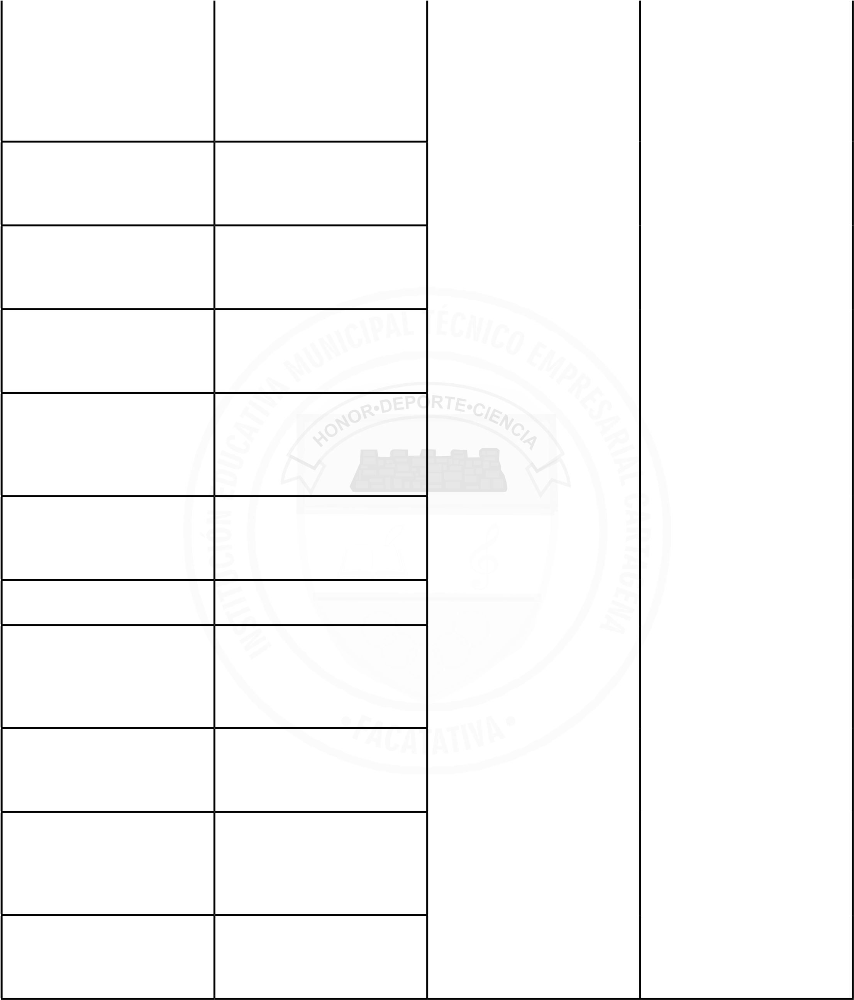 INSTITUCIÓN EDUCATIVA MUNICIPAL TÉCNICO EMPRESARIAL CARTAGENA
HONOR•DEPORTE•CIENCIA
• FACATATIVA •